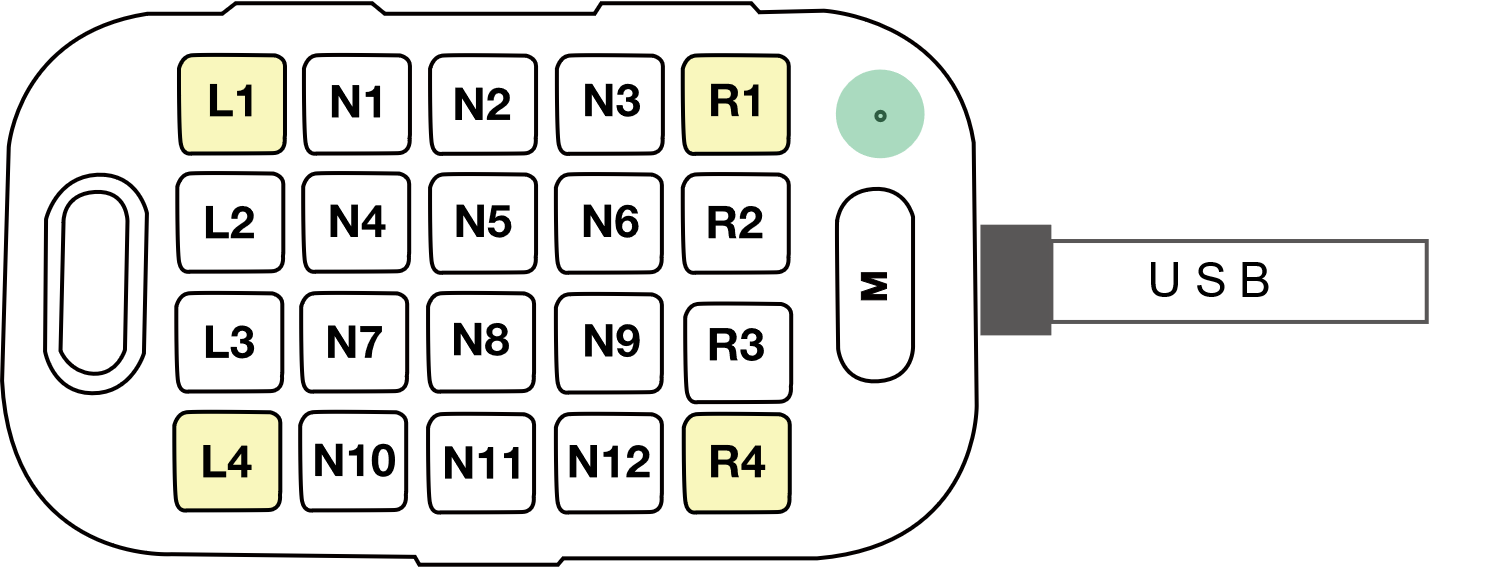 L1 N1 N2 N3 R1
L2 N4 N5 N6 R2
L3 N7 N8 N9 R3
L4 N10 N11 N12 R4
M
USB